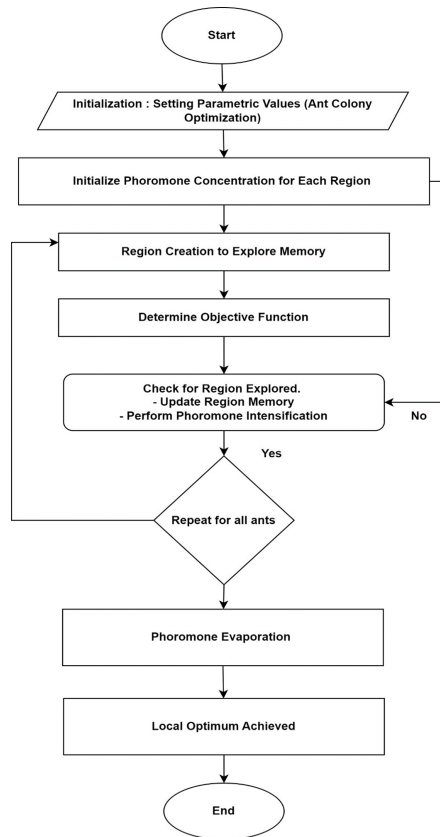 Start
Initialization : Setting Parametric Values (Ant Colony
Optimization)
Initialize Phoromone Concentration for Each Region
Region Creation to Explore Memory
Determine Objective Function
Check for Region Explored.
- Update Region Memory
- Perform Phoromone Intensification
No
Yes
Repeat for all ants
Phoromone Evaporation
Local Optimum Achieved
End